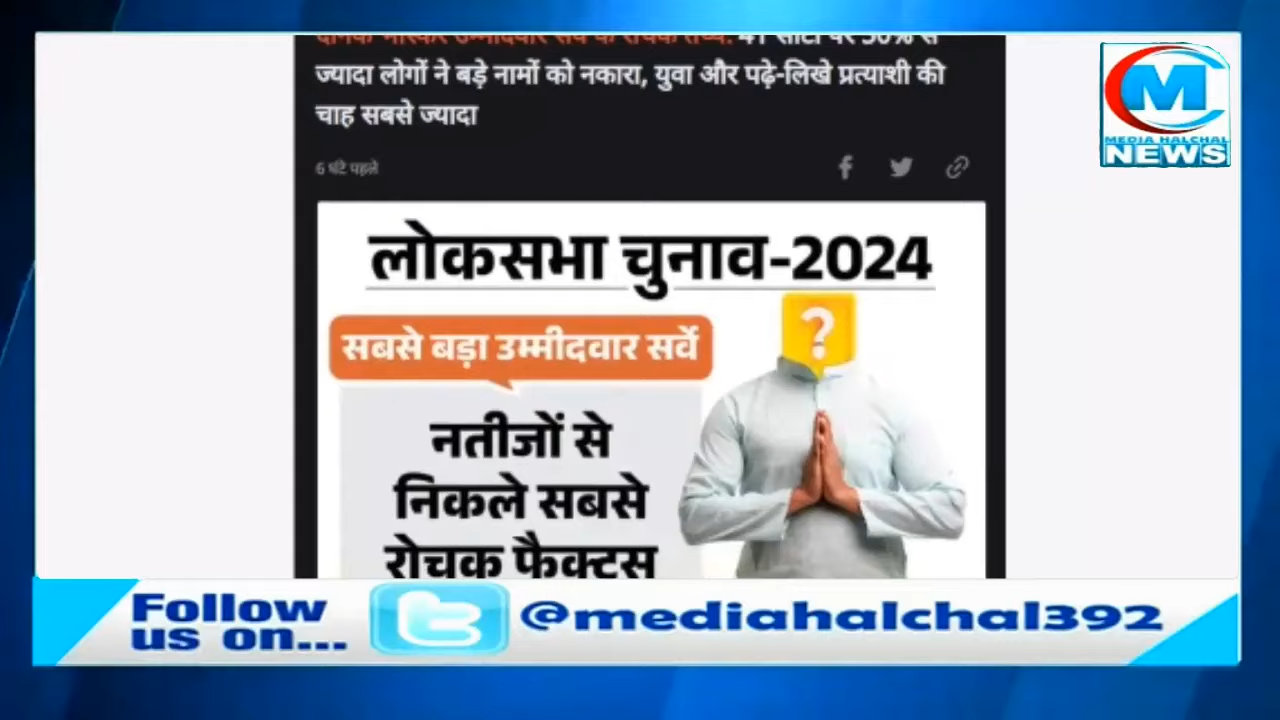 ज्यादा लोगों ने बड़े नामों को नकारा, युवा और पढ़े-लिखे प्रत्याशी की
चाह सबसे ज्यादा
6 घंटे पहले
MEDIA HALCHAL
NEWS
लोकसभा चुनाव-2024
सबसे बड़ा उम्मीदवार सर्वे
?
नतीजों से
निकले सबसे
रोचक फैक्ट्स
Follow
us on...
@mediahalchal392